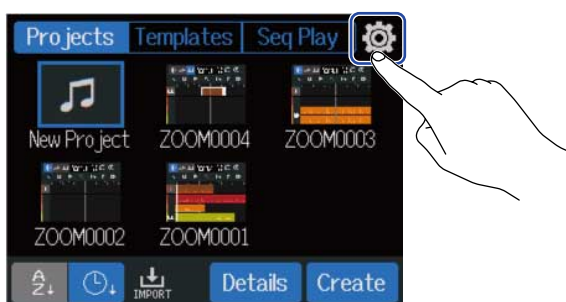 Projects Templates Seq Play
New Project ZOOM0004 ZOOM0003
ZOOM0002 ZOOM0001
A Z↓ IMPORT Details Create